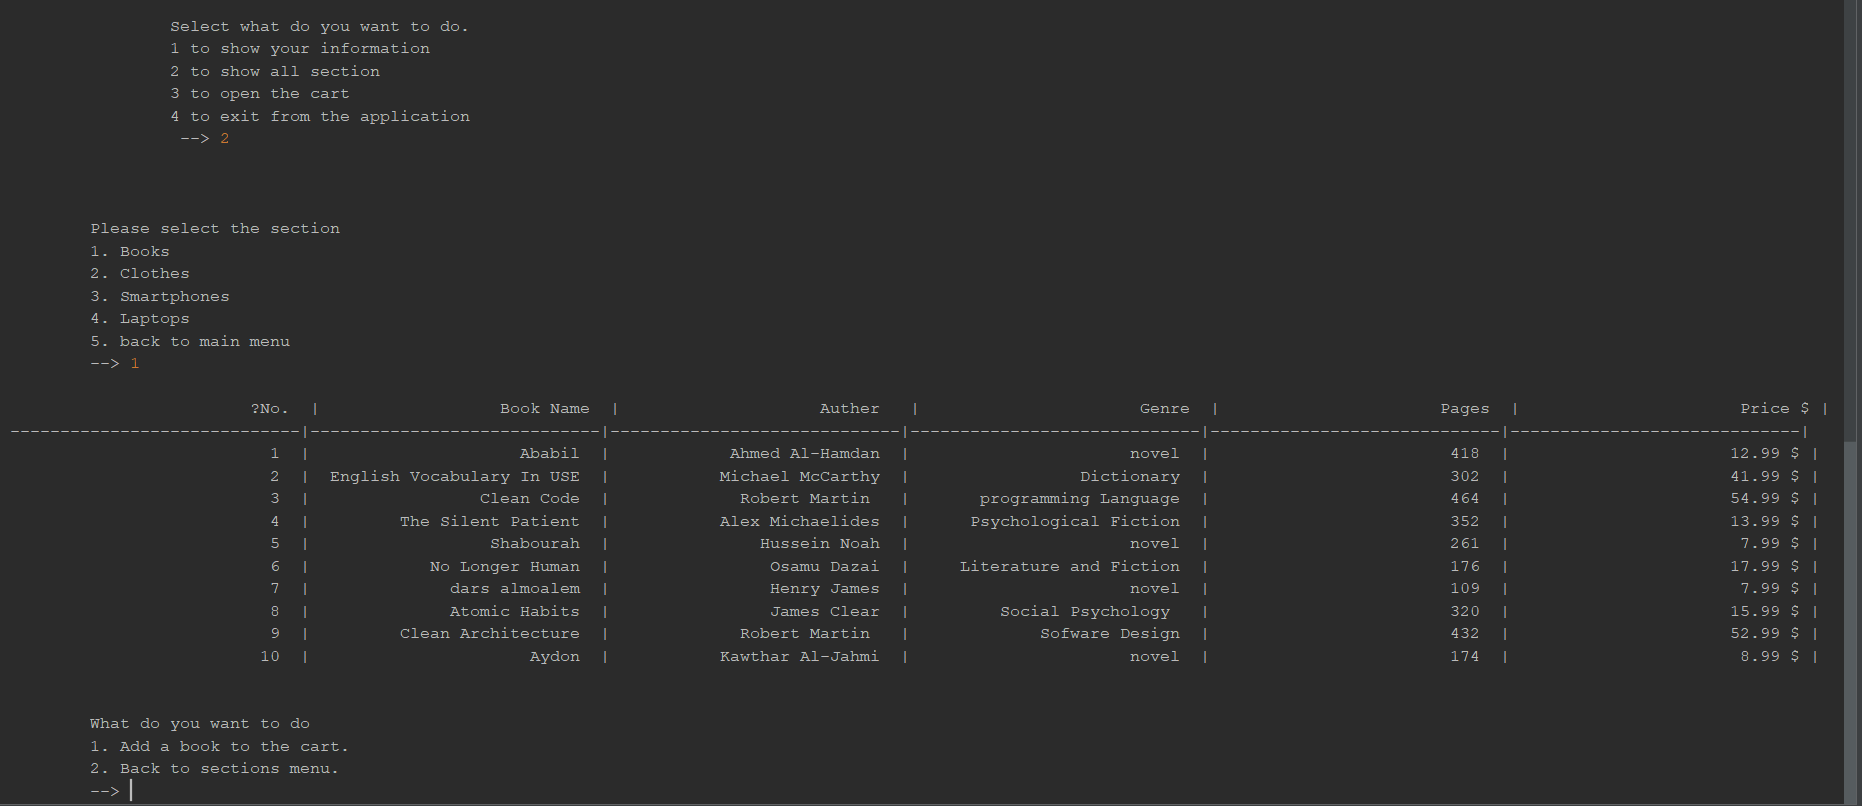 Select what do you want to do.
1 to show your information
2 to show all section
3 to open the cart
4 to exit from the application
--> 2
Please select the section
1. Books
2. Clothes
3. Smartphones
4. Laptops
5. back to main menu
--> 1
?No. | Book Name | Auther | Genre | Pages | Price $ |
-----------------------------|-----------------------------|-----------------------------|-----------------------------|-----------------------------|-----------------------------|
1 | Ababil | Ahmed Al-Hamdan | novel | 418 | 12.99 $ |
2 | English Vocabulary In USE | Michael McCarthy | Dictionary | 302 | 41.99 $ |
3 | Clean Code | Robert Martin | programming Language | 464 | 54.99 $ |
4 | The Silent Patient | Alex Michaelides | Psychological Fiction | 352 | 13.99 $ |
5 | Shabourah | Hussein Noah | novel | 261 | 7.99 $ |
6 | No Longer Human | Osamu Dazai | Literature and Fiction | 176 | 17.99 $ |
7 | dars almoalem | Henry James | novel | 109 | 7.99 $ |
8 | Atomic Habits | James Clear | Social Psychology | 320 | 15.99 $ |
9 | Clean Architecture | Robert Martin | Sofware Design | 432 | 52.99 $ |
10 | Aydon | Kawthar Al-Jahmi | novel | 174 | 8.99 $ |
What do you want to do
1. Add a book to the cart.
2. Back to sections menu.
-->